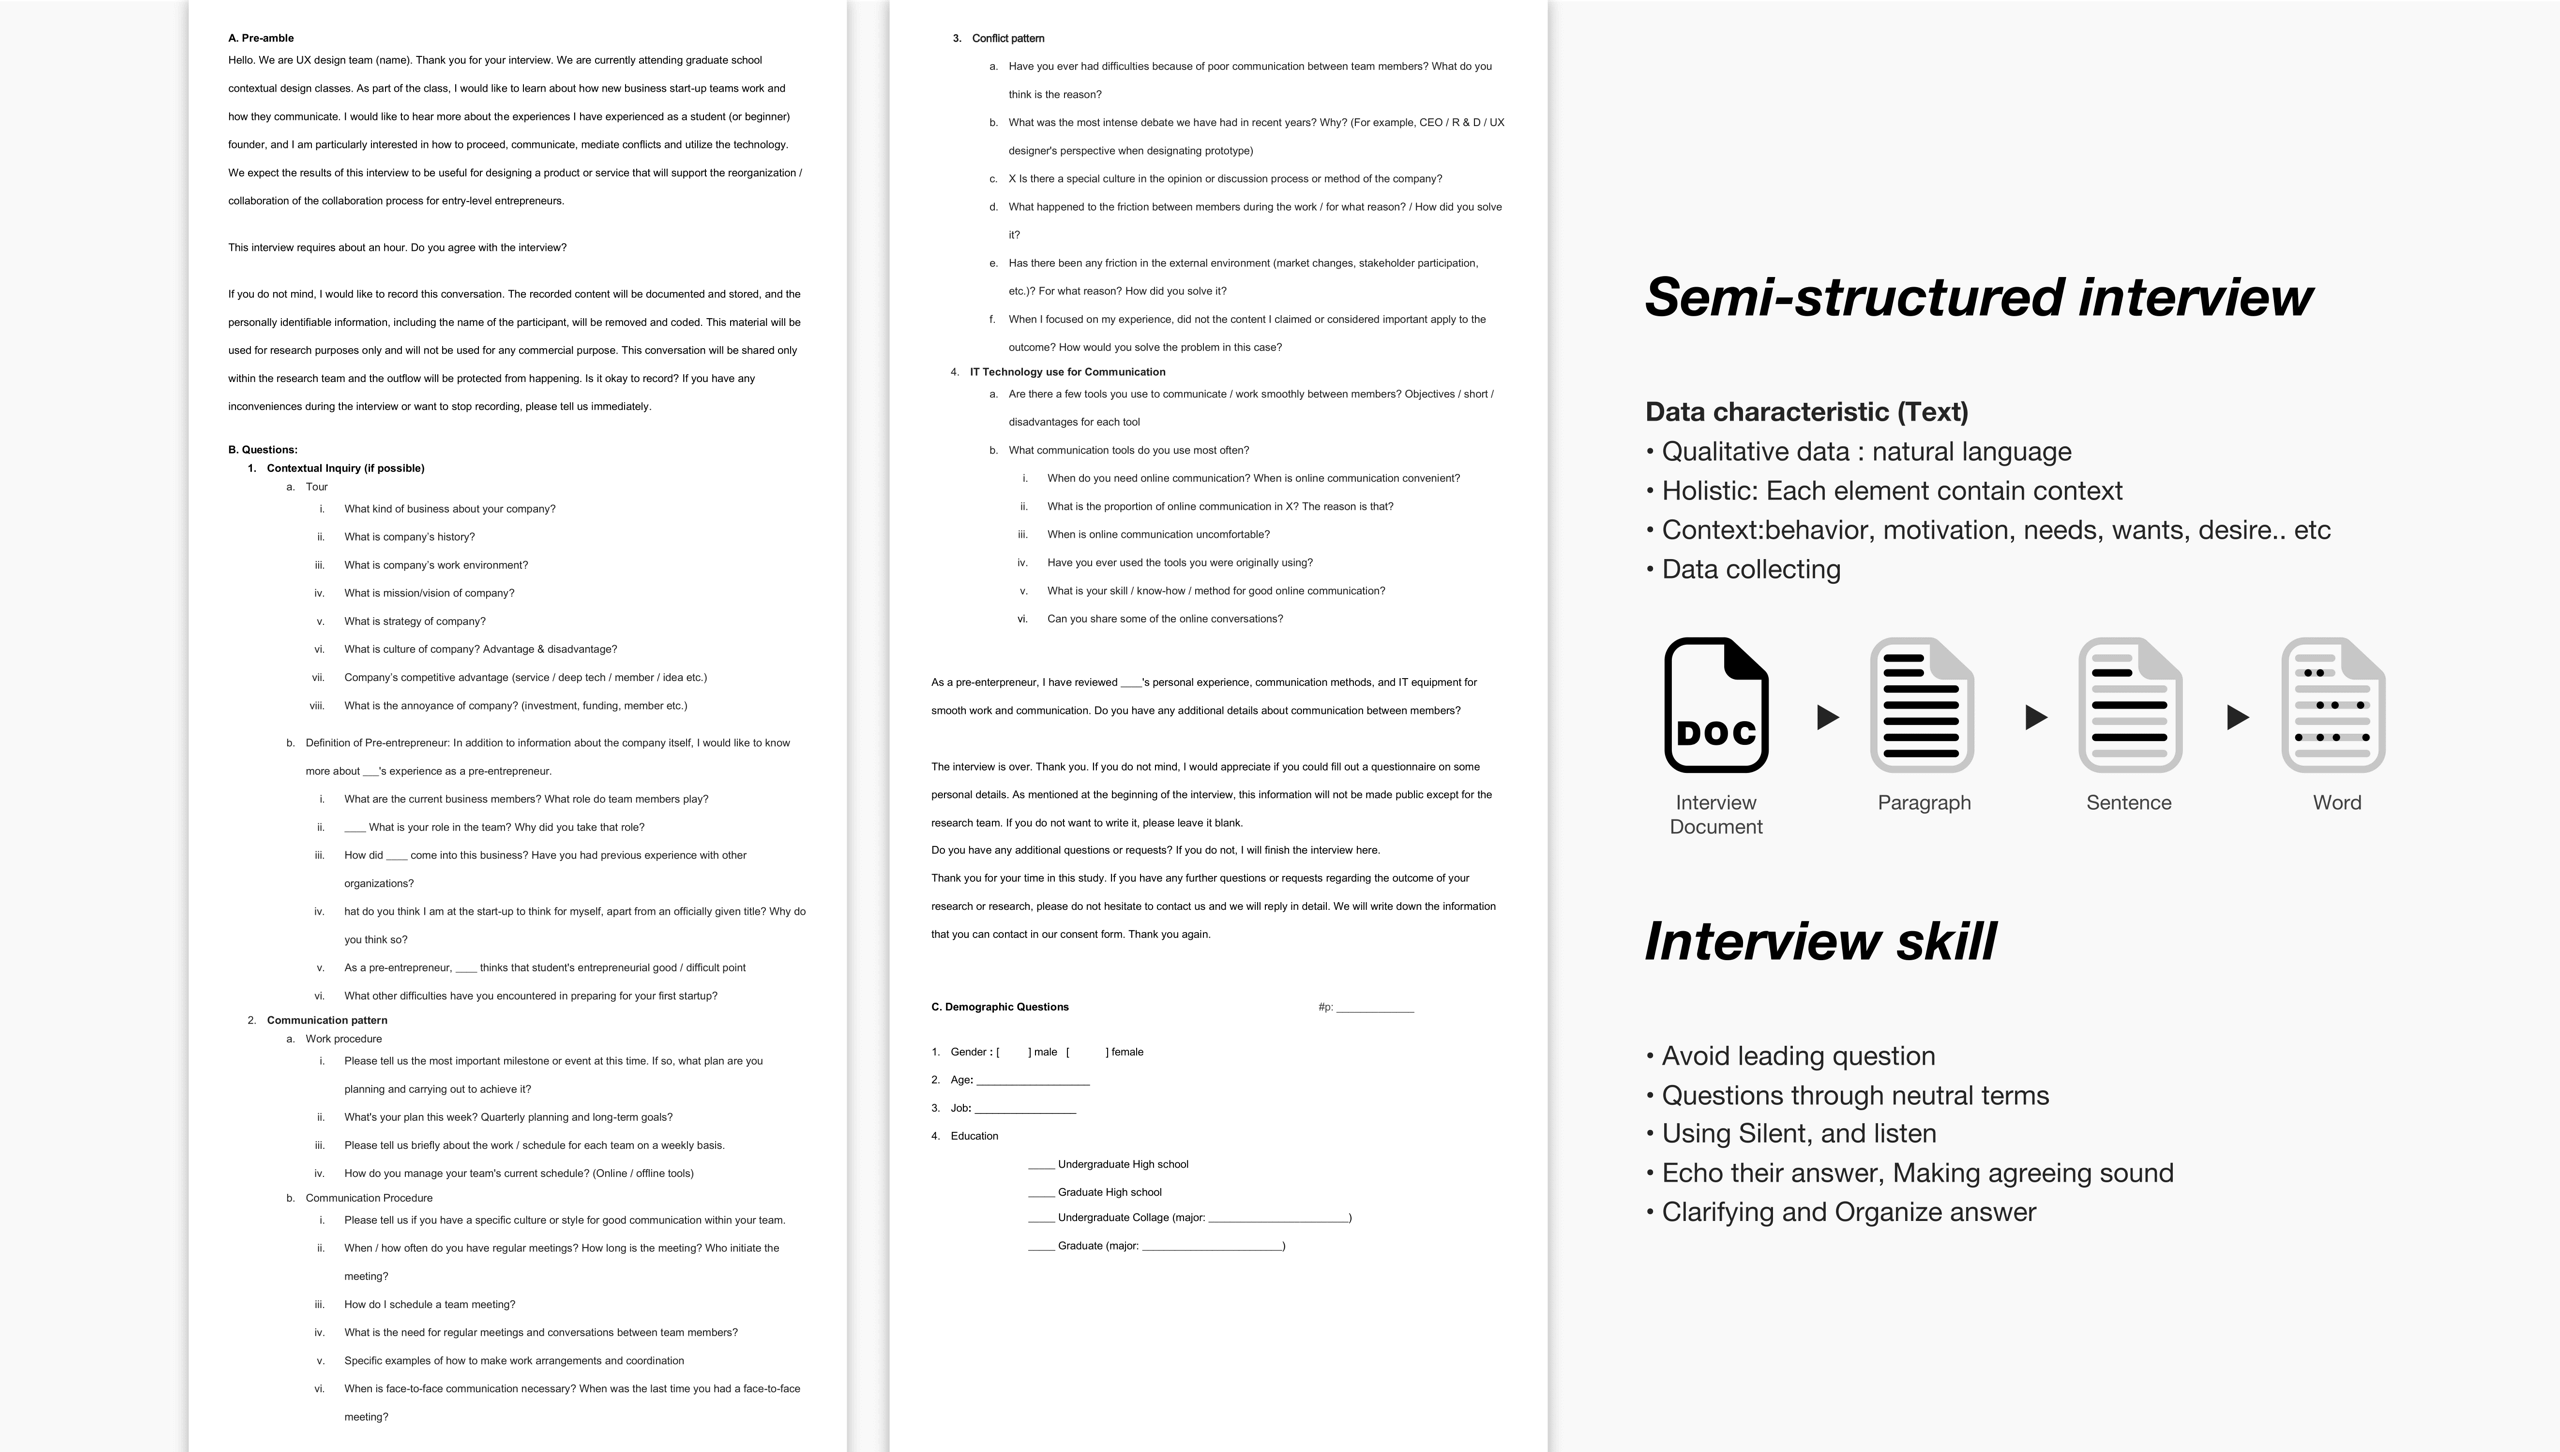 A. Pre-amble
Hello. We are UX design team (name). Thank you for your interview. We are currently attending graduate school
contextual design classes. As part of the class, I would like to learn about how new business start-up teams work and
how they communicate. I would like to hear more about the experiences I have experienced as a student (or beginner)
founder, and I am particularly interested in how to proceed, communicate, mediate conflicts and utilize the technology.
We expect the results of this interview to be useful for designing a product or service that will support the reorganization /
collaboration of the collaboration process for entry-level entrepreneurs.
This interview requires about an hour. Do you agree with the interview?
If you do not mind, I would like to record this conversation. The recorded content will be documented and stored, and the
personally identifiable information, including the name of the participant, will be removed and coded. This material will be
used for research purposes only and will not be used for any commercial purpose. This conversation will be shared only
within the research team and the outflow will be protected from happening. Is it okay to record? If you have any
inconveniences during the interview or want to stop recording, please tell us immediately.
B. Questions:
1. Contextual Inquiry (if possible)
a. Tour
i. What kind of business about your company?
ii. What is company's history?
iii. What is company's work environment?
iv. What is mission/vision of company?
v. What is strategy of company?
vi. What is culture of company? Advantage & disadvantage?
vii. Company's competitive advantage (service / deep tech / member / idea etc.)
viii. What is the annoyance of company? (investment, funding, member etc.)
b. Definition of Pre-entrepreneur: In addition to information about the company itself, I would like to know
more about ___'s experience as a pre-entrepreneur.
i. What are the current business members? What role do team members play?
ii. ____ What is your role in the team? Why did you take that role?
iii. How did ____ come into this business? Have you had previous experience with other
organizations?
iv. hat do you think I am at the start-up to think for myself, apart from an officially given title? Why do
you think so?
v. As a pre-entrepreneur, ____ thinks that student's entrepreneurial good / difficult point
vi. What other difficulties have you encountered in preparing for your first startup?
2. Communication pattern
a. Work procedure
i. Please tell us the most important milestone or event at this time. If so, what plan are you
planning and carrying out to achieve it?
ii. What's your plan this week? Quarterly planning and long-term goals?
iii. Please tell us briefly about the work / schedule for each team on a weekly basis.
iv. How do you manage your team's current schedule? (Online / offline tools)
b. Communication Procedure
i. Please tell us if you have a specific culture or style for good communication within your team.
ii. When / how often do you have regular meetings? How long is the meeting? Who initiate the
meeting?
iii. How do I schedule a team meeting?
iv. What is the need for regular meetings and conversations between team members?
v. Specific examples of how to make work arrangements and coordination
vi. When is face-to-face communication necessary? When was the last time you had a face-to-face
meeting?
3. Conflict pattern
a. Have you ever had difficulties because of poor communication between team members? What do you
think is the reason?
b. What was the most intense debate we have had in recent years? Why? (For example, CEO / R & D / UX
designer's perspective when designating prototype)
c. X Is there a special culture in the opinion or discussion process or method of the company?
d. What happened to the friction between members during the work / for what reason? / How did you solve
it?
e. Has there been any friction in the external environment (market changes, stakeholder participation,
etc.)? For what reason? How did you solve it?
f. When I focused on my experience, did not the content I claimed or considered important apply to the
outcome? How would you solve the problem in this case?
4. IT Technology use for Communication
a. Are there a few tools you use to communicate / work smoothly between members? Objectives / short /
disadvantages for each tool
b. What communication tools do you use most often?
i. When do you need online communication? When is online communication convenient?
ii. What is the proportion of online communication in X? The reason is that?
iii. When is online communication uncomfortable?
iv. Have you ever used the tools you were originally using?
v. What is your skill / know-how / method for good online communication?
vi. Can you share some of the online conversations?
As a pre-enterpreneur, I have reviewed ____'s personal experience, communication methods, and IT equipment for
smooth work and communication. Do you have any additional details about communication between members?
The interview is over. Thank you. If you do not mind, I would appreciate if you could fill out a questionnaire on some
personal details. As mentioned at the beginning of the interview, this information will not be made public except for the
research team. If you do not want to write it, please leave it blank.
Do you have any additional questions or requests? If you do not, I will finish the interview here.
Thank you for your time in this study. If you have any further questions or requests regarding the outcome of your
research or research, please do not hesitate to contact us and we will reply in detail. We will write down the information
that you can contact in our consent form. Thank you again.
C. Demographic Questions #p: _____________
1. Gender : [ ] male [ ] female
2. Age: ___________________
3. Job: _________________
4. Education
_____ Undergraduate High school
_____ Graduate High school
_____ Undergraduate Collage (major: ________________________)
_____ Graduate (major: ________________________)
Semi-structured interview
Data characteristic (Text)
• Qualitative data : natural language
• Holistic: Each element contain context
• Context:behavior, motivation, needs, wants, desire.. etc
• Data collecting
DOC
Interview
Document
Paragraph
Sentence
Word
Interview skill
• Avoid leading question
• Questions through neutral terms
• Using Silent, and listen
• Echo their answer, Making agreeing sound
• Clarifying and Organize answer